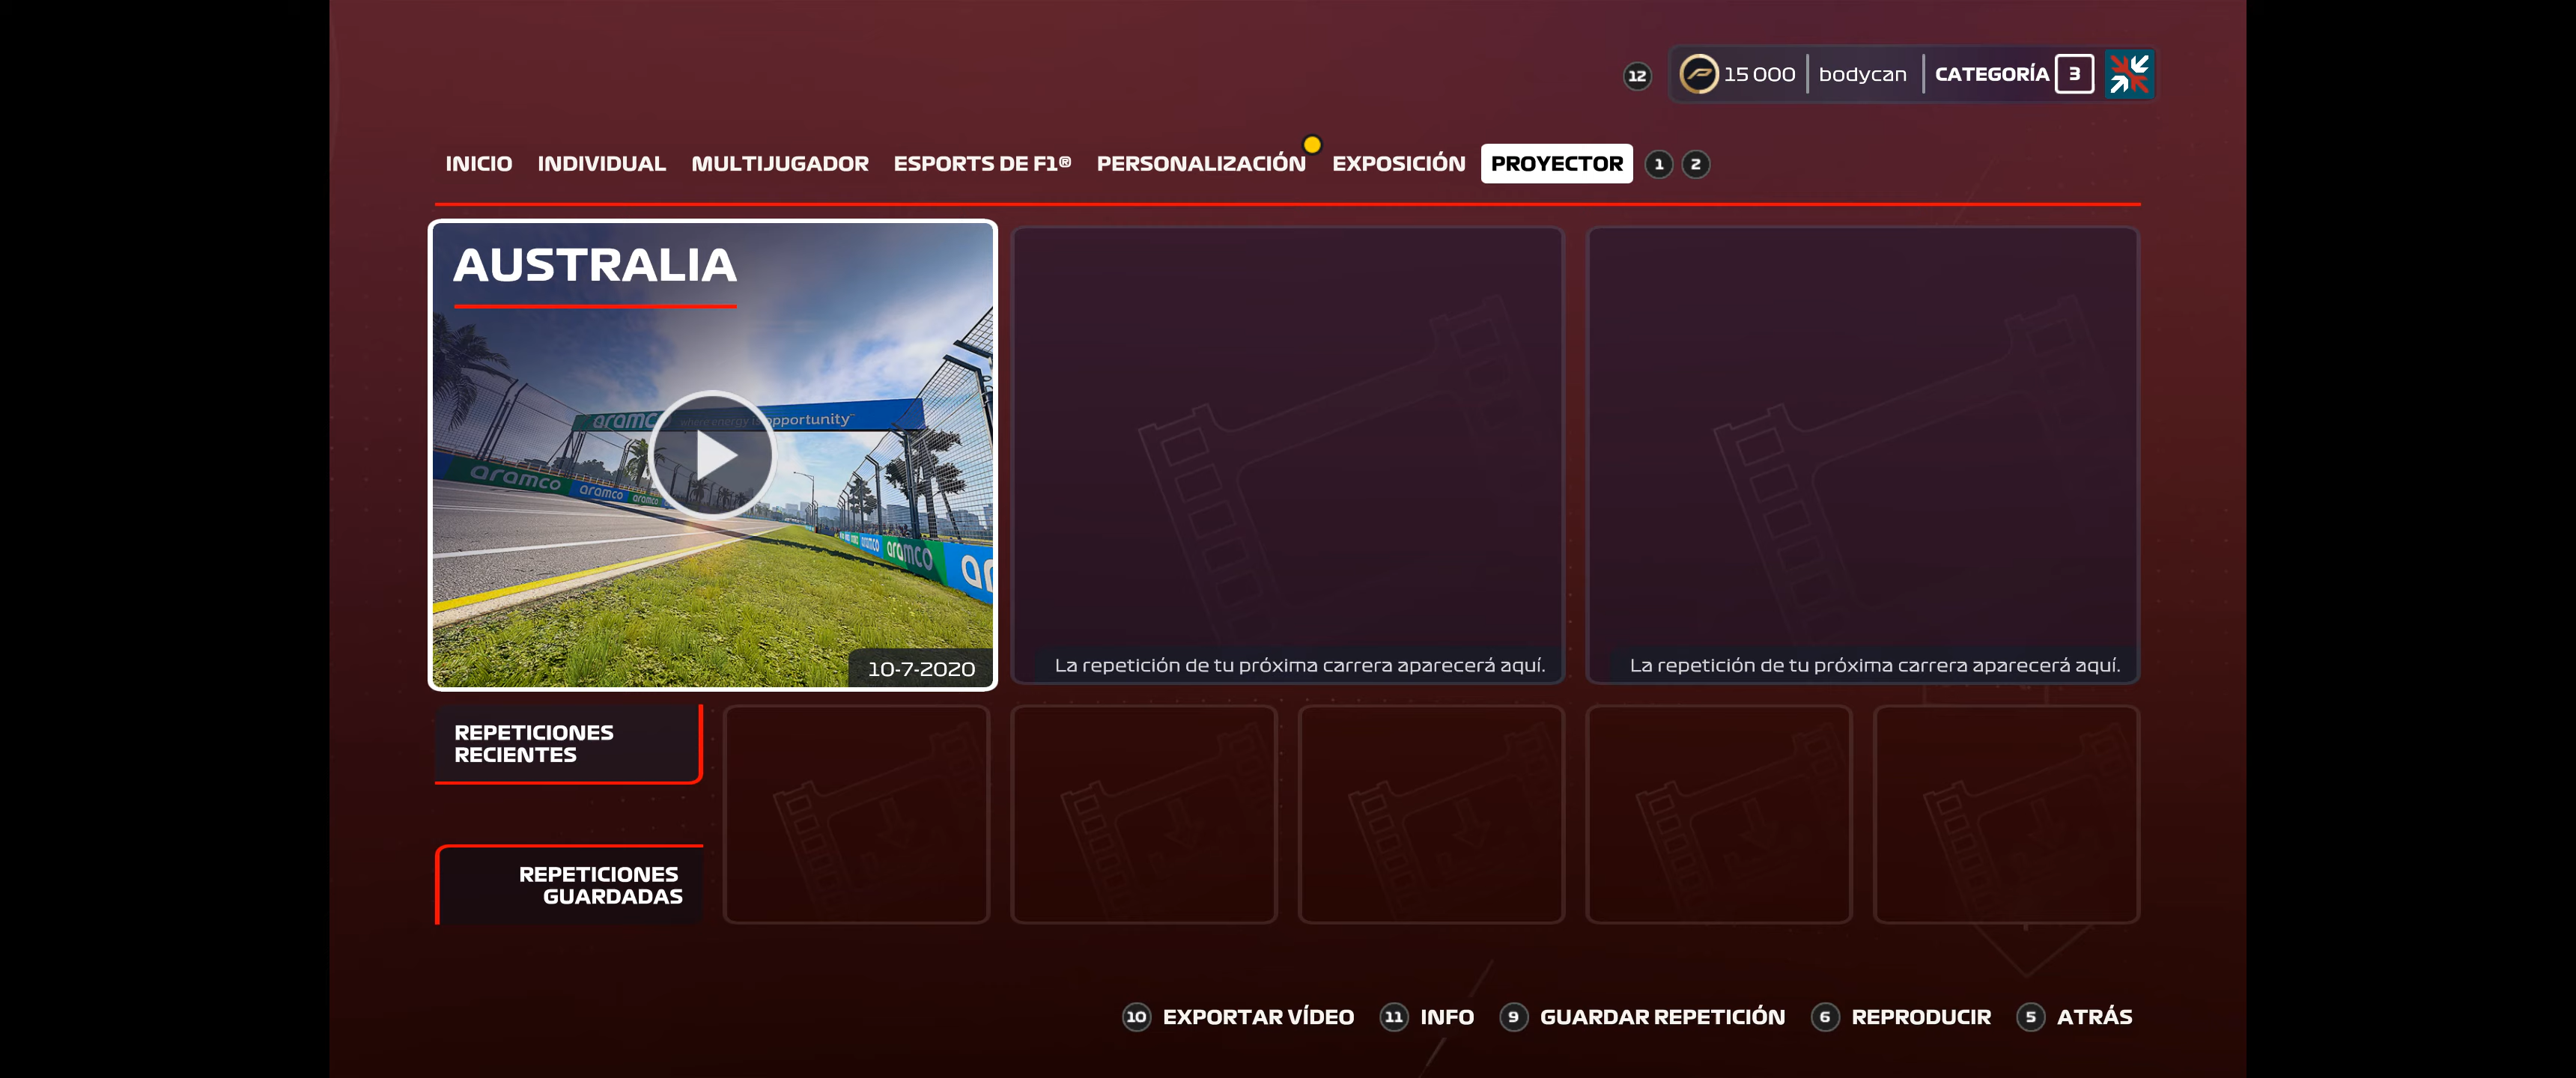 12 15 000 bodycan CATEGORÍA 3
INICIO INDIVIDUAL MULTIJUGADOR ESPORTS DE F1® PERSONALIZACIÓN EXPOSICIÓN PROYECTOR 1 2
AUSTRALIA
opportunity™
aramco aramco aramco
aramco aramco
10-7-2020
La repetición de tu próxima carrera aparecerá aquí.
La repetición de tu próxima carrera aparecerá aquí.
REPETICIONES
RECIENTES
REPETICIONES
GUARDADAS
10 EXPORTAR VÍDEO 11 INFO 9 GUARDAR REPETICIÓN 6 REPRODUCIR 5 ATRÁS